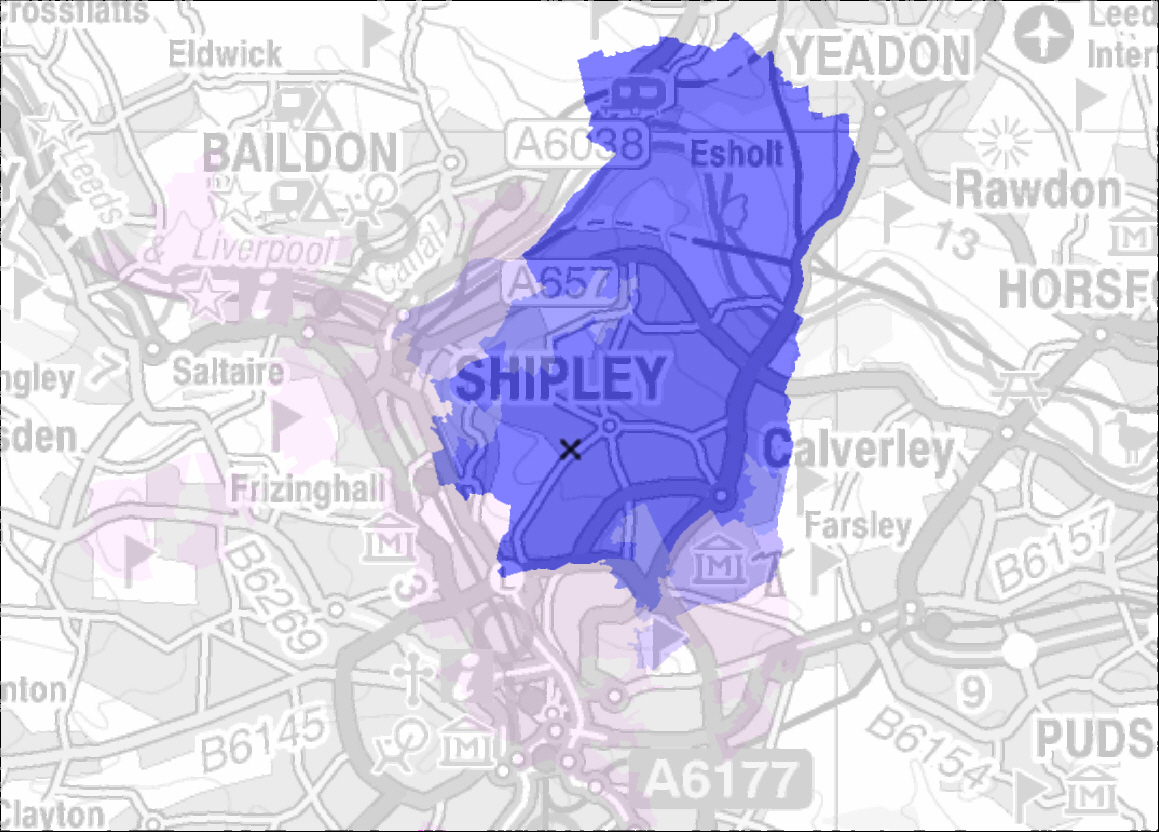 rossflatts
Leed
Eldwick
YEADON
Inter
BAILDON
A6038
Esholt
Leeds
Rawdon
& Liverpool
Canal
13
A657
HORSF
Saltaire
ngley
SHIPLEY
sden
Calverley
Frizinghall
Farsley
B6157
B6269
nton
9
B6145
B6154
PUDS
A6177
Clayton